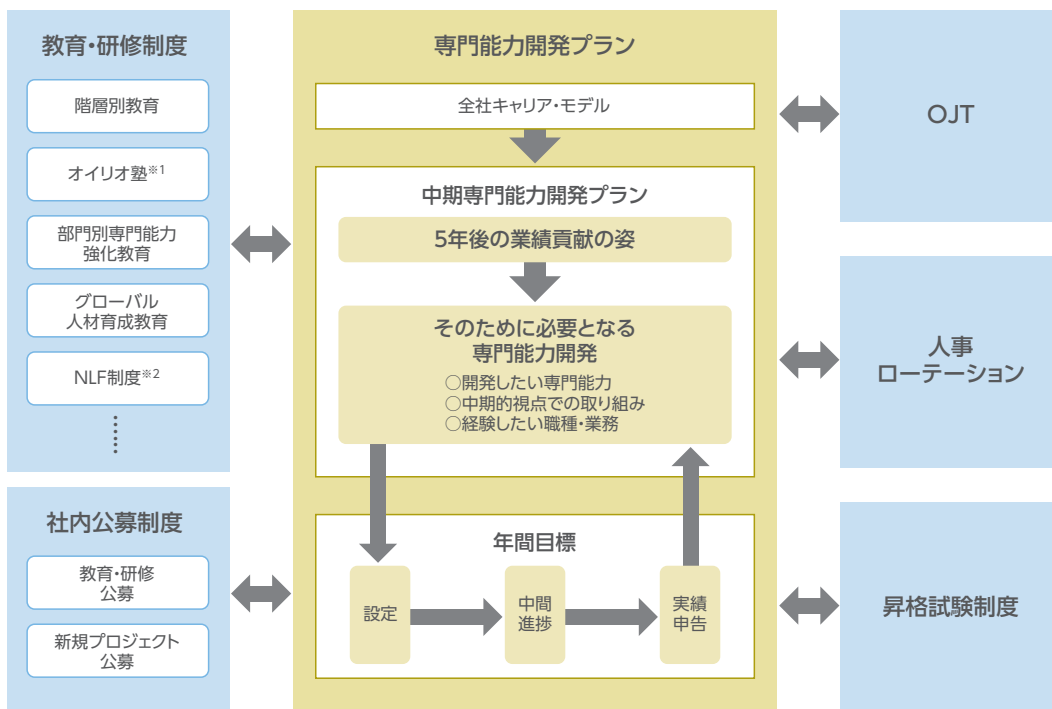 教育・研修制度
階層別教育
オイリオ塾※1
部門別専門能力
強化教育
グローバル
人材育成教育
NLF制度※2
社内公募制度
教育・研修
公募
新規プロジェクト
公募
専門能力開発プラン
全社キャリア・モデル
中期専門能力開発プラン
5年後の業績貢献の姿
そのために必要となる
専門能力開発
○開発したい専門能力
○中期的視点での取り組み
○経験したい職種・業務
年間目標
設定
中間
進捗
実績
申告
OJT
人事
ローテーション
昇格試験制度